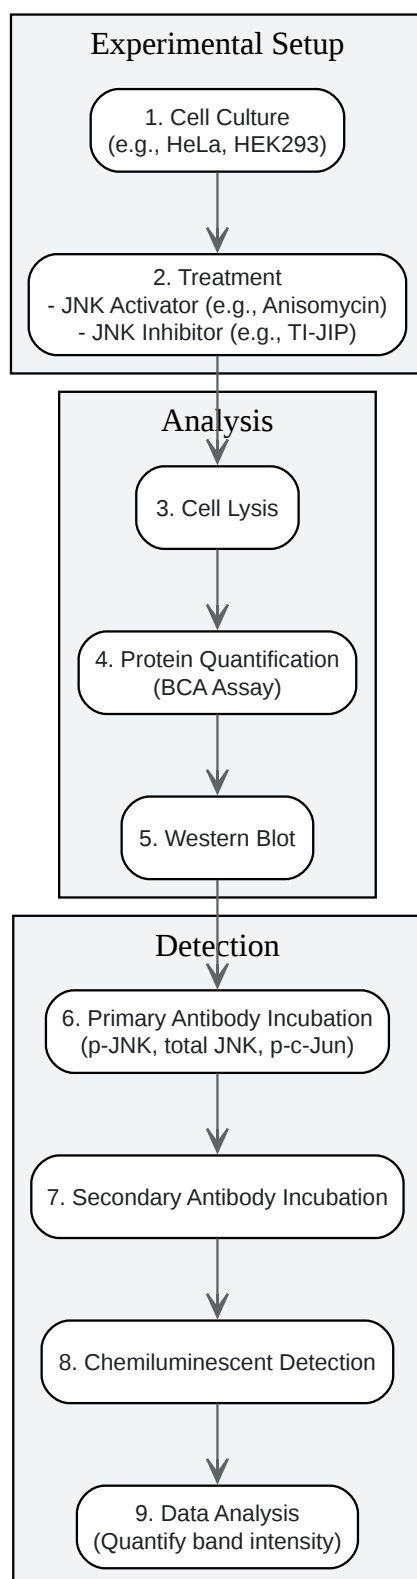 Experimental Setup
1. Cell Culture
(e.g., HeLa, HEK293)
2. Treatment
- JNK Activator (e.g., Anisomycin)
- JNK Inhibitor (e.g., TI-JIP)
Analysis
3. Cell Lysis
4. Protein Quantification
(BCA Assay)
5. Western Blot
Detection
6. Primary Antibody Incubation
(p-JNK, total JNK, p-c-Jun)
7. Secondary Antibody Incubation
8. Chemiluminescent Detection
9. Data Analysis
(Quantify band intensity)